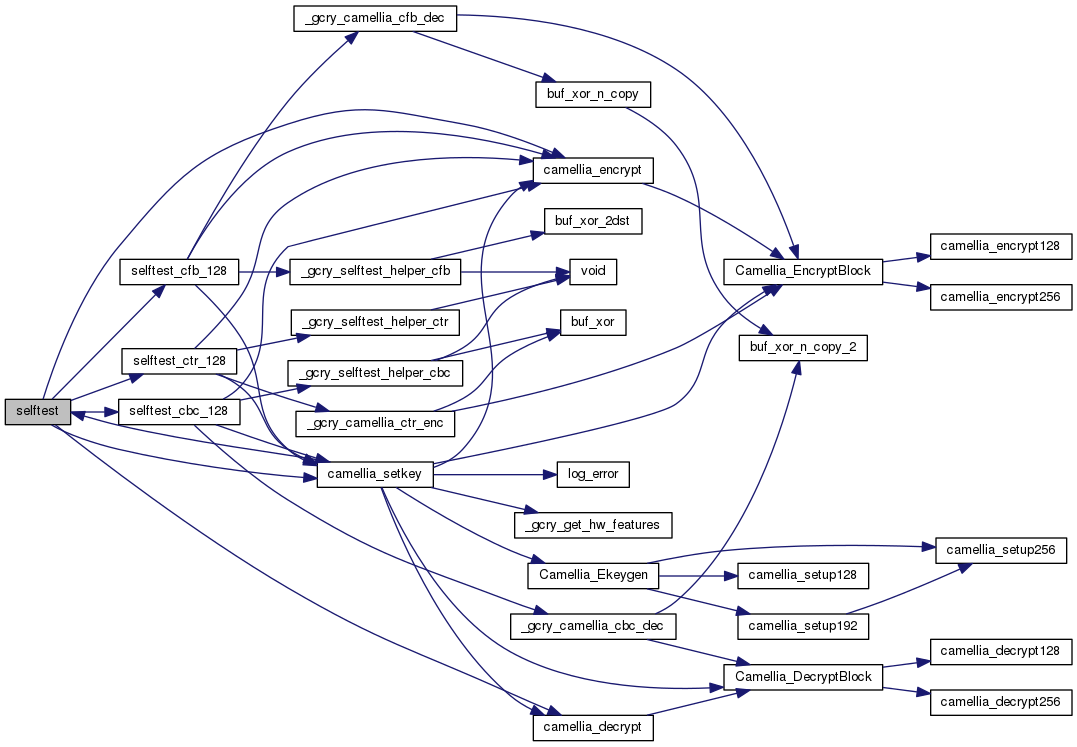 _gcry_camellia_cfb_dec
buf_xor_n_copy
camellia_encrypt
buf_xor_2dst
camellia_encrypt128
selftest_cfb_128
_gcry_selftest_helper_cfb
void
Camellia_EncryptBlock
camellia_encrypt256
_gcry_selftest_helper_ctr
buf_xor
buf_xor_n_copy_2
selftest_ctr_128
_gcry_selftest_helper_cbc
selftest
selftest_cbc_128
_gcry_camellia_ctr_enc
camellia_setkey
log_error
_gcry_get_hw_features
camellia_setup256
Camellia_Ekeygen
camellia_setup128
_gcry_camellia_cbc_dec
camellia_setup192
camellia_decrypt128
Camellia_DecryptBlock
camellia_decrypt256
camellia_decrypt